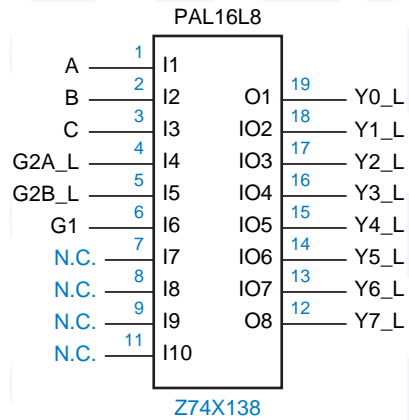 PAL16L8
A 1 I1
B 2 I2 O1 19 Y0_L
C 3 I3 IO2 18 Y1_L
G2A_L 4 I4 IO3 17 Y2_L
G2B_L 5 I5 IO4 16 Y3_L
G1 6 I6 IO5 15 Y4_L
N.C. 7 I7 IO6 14 Y5_L
N.C. 8 I8 IO7 13 Y6_L
N.C. 9 I9 O8 12 Y7_L
N.C. 11 I10
Z74X138